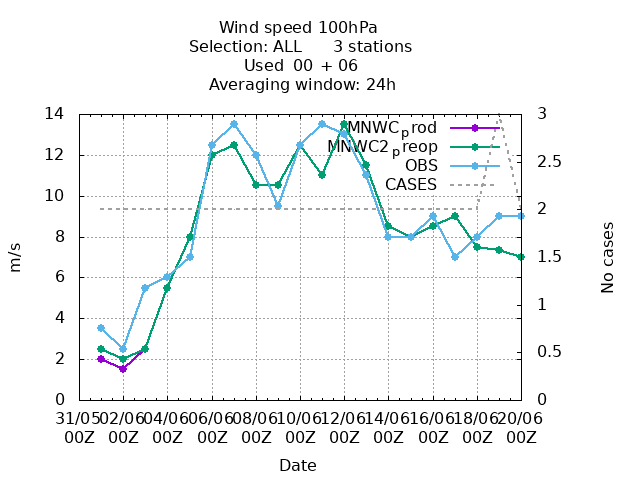 Wind speed 100hPa
Selection: ALL 3 stations
Used 00 + 06
Averaging window: 24h
MNWCprod
MNWC2preop
OBS
CASES
m/s
14
12
10
8
6
4
2
0
3
2.5
2
1.5
1
0.5
0
No cases
31/05 02/06 04/06 06/06 08/06 10/06 12/06 14/06 16/06 18/06 20/06
00Z 00Z 00Z 00Z 00Z 00Z 00Z 00Z 00Z 00Z 00Z
Date